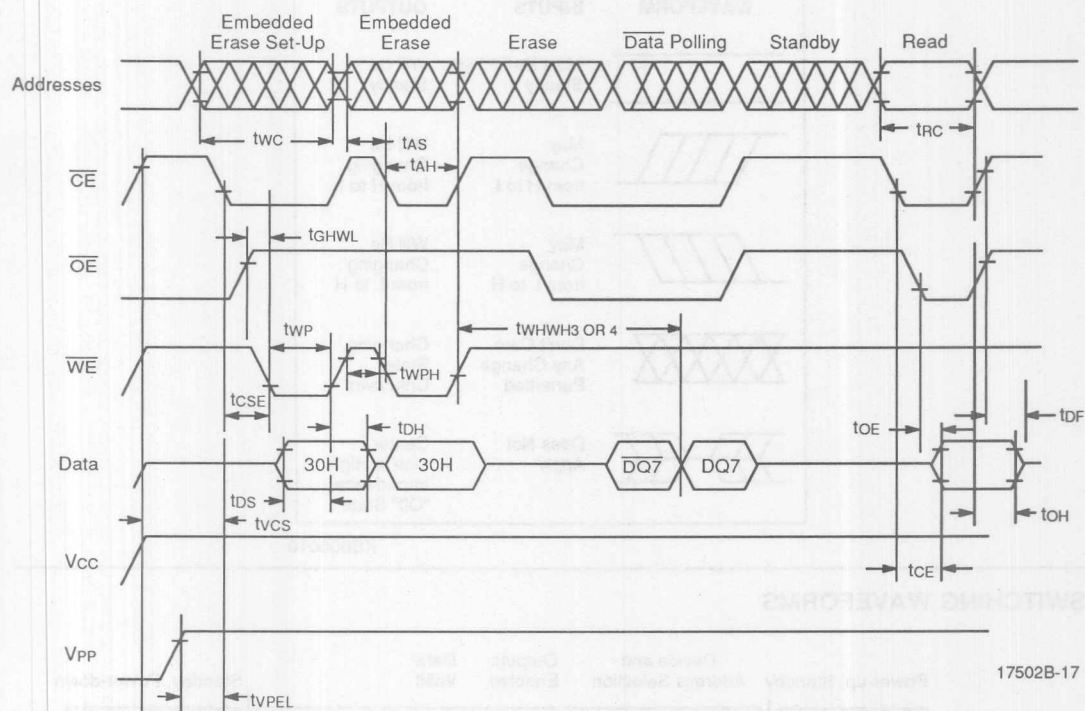 Embedded
Erase Set-Up
Embedded
Erase
Erase
Data Polling
Standby
Read
Addresses
tWC
tAS
tRC
tAH
CE
tGHWL
OE
tWP
tWHWH3 OR 4
WE
tWPH
tCSE
tDH
tOE
tDF
Data
30H
30H
DQ7
DQ7
tDS
tVCS
tOH
VCC
tCE
VPP
17502B-17
tVPEL